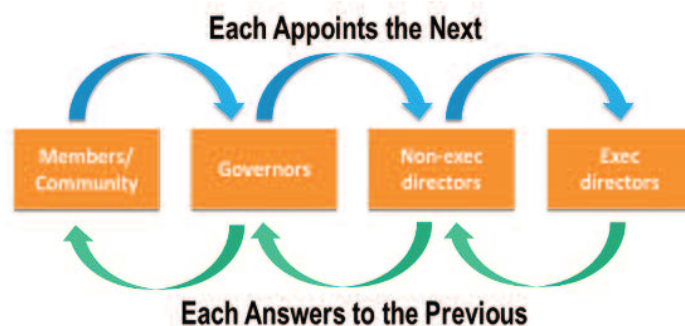 Each Appoints the Next
Members/
Community
Governors
Non-exec
directors
Exec
directors
Each Answers to the Previous